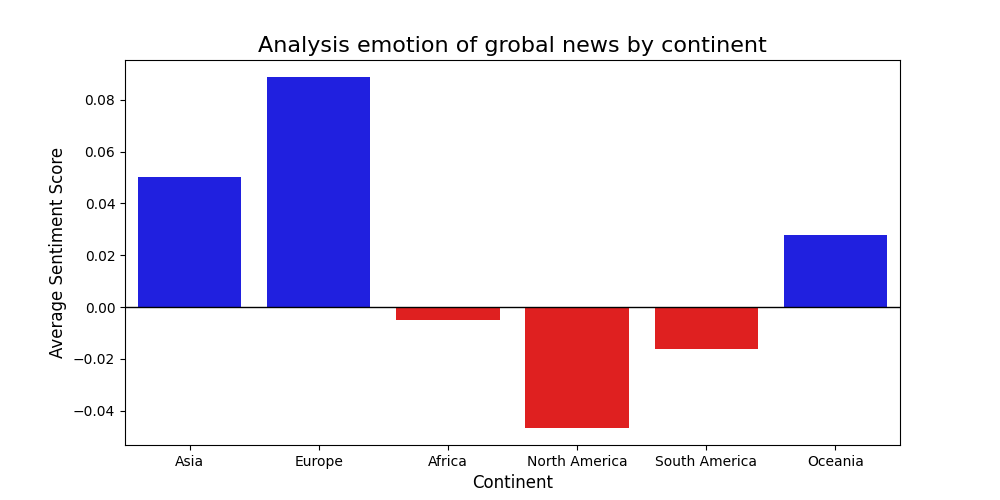 Analysis emotion of grobal news by continent
Average Sentiment Score
0.08
0.06
0.04
0.02
0.00
−0.02
−0.04
Asia
Europe
Africa
North America
South America
Oceania
Continent